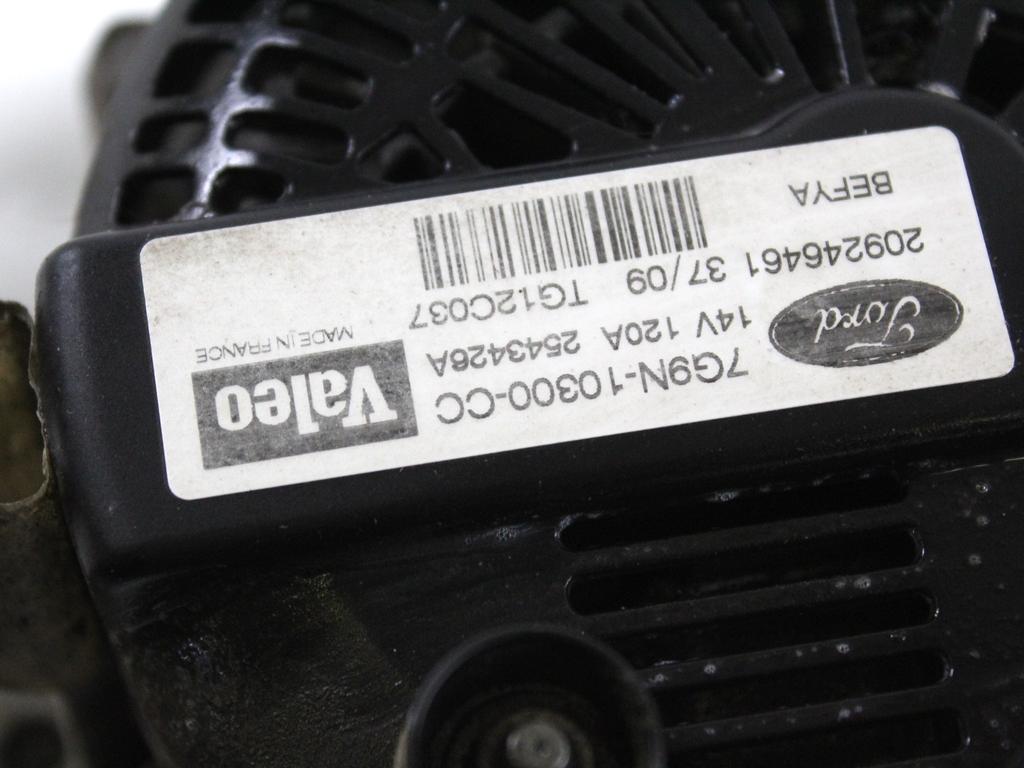 Ford
7G9N-10300-CC
Valeo
14V 120A 2543426A
MADE IN FRANCE
209246461 37/09 TG12C037
BEFYA